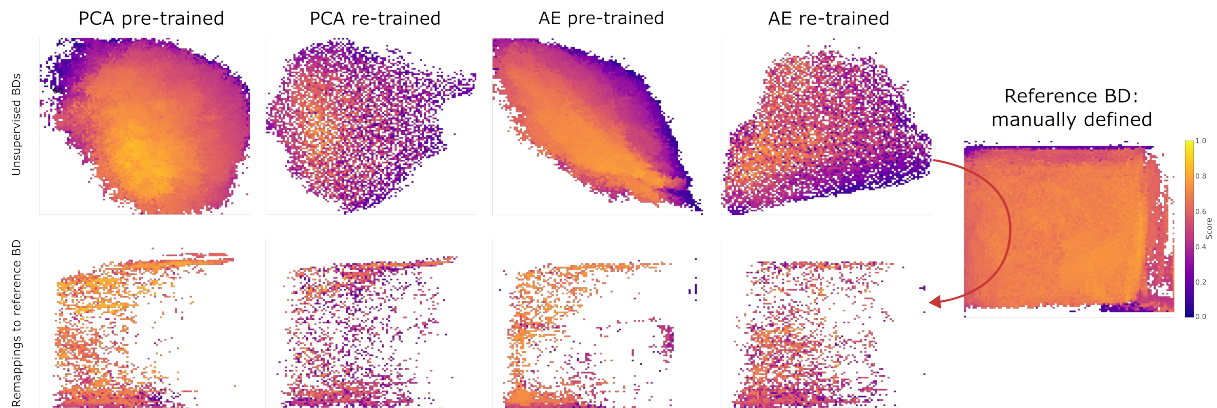 PCA pre-trained
PCA re-trained
AE pre-trained
AE re-trained
Unsupervised BDs
Reference BD:
manually defined
1.0
0.8
0.6
0.4
0.2
0.0
Score
Remappings to reference BD